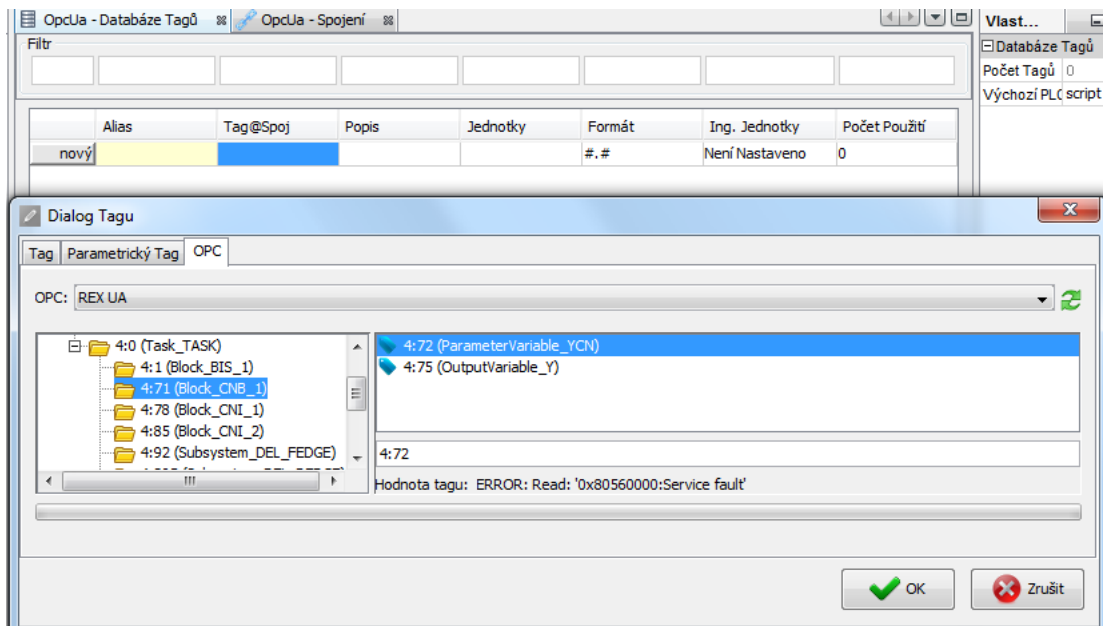 OpcUa - Databáze Tagů OpcUa - Spojení Vlast...
Filtr
Databáze Tagů
Počet Tagů 0
Výchozí PLC script
Alias Tag@Spoj Popis Jednotky Formát Ing. Jednotky Počet Použití
nový #.# Není Nastaveno 0
Dialog Tagu
Tag Parametrický Tag OPC
OPC: REX UA
4:0 (Task_TASK)
4:1 (Block_BIS_1)
4:71 (Block_CNB_1)
4:78 (Block_CNI_1)
4:85 (Block_CNI_2)
4:92 (Subsystem_DEL_FEDGE)
4:72 (ParameterVariable_YCN)
4:75 (OutputVariable_Y)
4:72
Hodnota tagu: ERROR: Read: '0x80560000:Service fault'
OK Zrušit